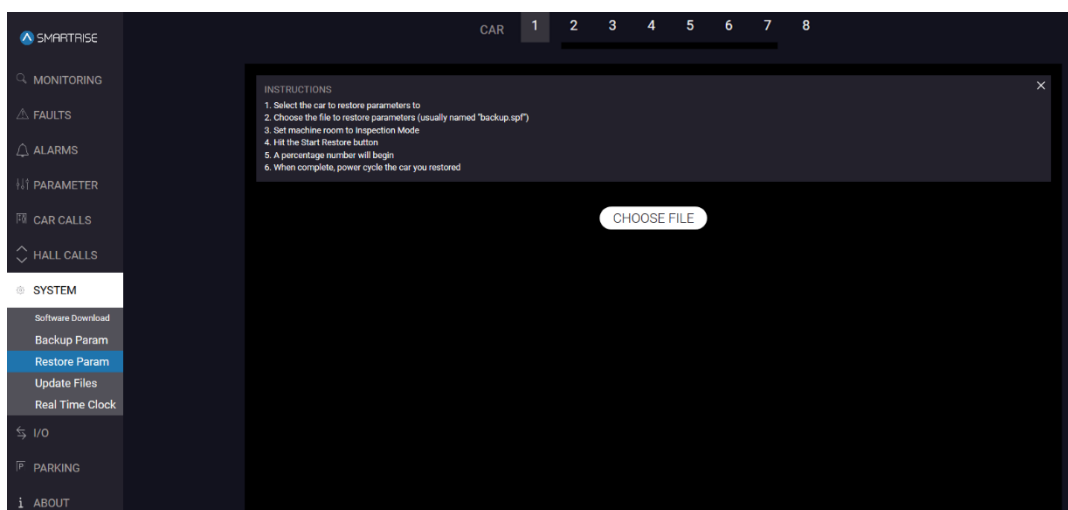 SMARTRISE
CAR 1 2 3 4 5 6 7 8
MONITORING
FAULTS
ALARMS
PARAMETER
CAR CALLS
HALL CALLS
SYSTEM
Software Download
Backup Param
Restore Param
Update Files
Real Time Clock
I/O
P PARKING
i ABOUT
INSTRUCTIONS
1. Select the car to restore parameters to
2. Choose the file to restore parameters (usually named "backup.spf")
3. Set machine room to Inspection Mode
4. Hit the Start Restore button
5. A percentage number will begin
6. When complete, power cycle the car you restored
CHOOSE FILE